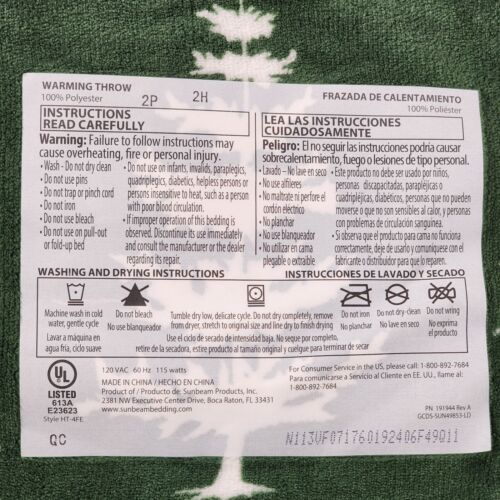 WARMING THROW
100% Polyester
2P 2H
FRAZADA DE CALENTAMIENTO
100% Poliéster
INSTRUCTIONS
READ CAREFULLY
Warning: Failure to follow instructions may
cause overheating, fire or personal injury.
• Wash - Do not dry clean
• Do not use pins
• Do not trap or pinch cord
• Do not iron
• Do not use bleach
• Do not use on pull-out
or fold-up bed
• Do not use on infants, invalids, paraplegics,
quadriplegics, diabetics, helpless persons or
persons insensitive to heat, such as a person
with poor blood circulation.
• If improper operation of this bedding is
observed. Discontinue its use immediately
and consult the manufacturer or the dealer
regarding its repair.
LEA LAS INSTRUCCIONES
CUIDADOSAMENTE
Peligro: El no seguir las instrucciones podría causar
sobrecalentamiento, fuego o lesiones de tipo personal.
• Lavado – No lave en seco
• No use alfileres
• No maltrate ni perfore el
cordón eléctrico
• No planchar
• No use blanqueador
• No utilizar en cama
plegable o extraíble
• Este producto no debe ser usado por niños,
personas discapacitadas, parapléjicas o
cuadrapléjicas, diabéticos, personas que no pueden
moverse o que no son sensibles al calor, y personas
con problemas de circulación sanguínea.
• Si observa que el producto para cama no funciona
correctamente, deje de usarlo y comuníquese con el
fabricante o distribuidor para que lo reparen.
WASHING AND DRYING INSTRUCTIONS
INSTRUCCIONES DE LAVADO Y SECADO
Machine wash in cold
water, gentle cycle
Lavar a máquina en
agua fría, ciclo suave
Do not bleach
No use blanqueador
Tumble dry low, delicate cycle. Do not dry completely, remove
from dryer, stretch to original size and line dry to finish drying
Use el ciclo de secado de intensidad baja. No seque por completo,
retire de la secadora, estire producto al tamaño original y cuelgue para terminar de secar
Do not iron
No planchar
Do not dry-clean
No lave en seco
Do not wring
No exprima
el producto
UL
LISTED
613A
E23623
Style HT-4FE
120 VAC 60 Hz 115 watts
MADE IN CHINA / HECHO EN CHINA
Product of / Producto de: Sunbeam Products, Inc.
2381 NW Executive Center Drive, Boca Raton, FL 33431
www.sunbeambedding.com
For Consumer Service in the US, please call 1-800-892-7684
Para comunicarse a Servicio al Cliente en EE.UU.,
llame al 1-800-892-7684
PN 191944 Rev A
GCDS-SUN49853-LD
QC
N113UF071760192406F49011